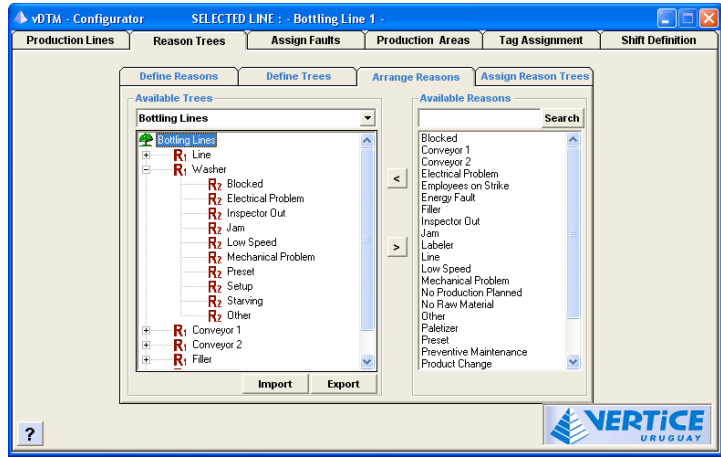 vDTM - Configurator SELECTED LINE : - Bottling Line 1 -
Production Lines Reason Trees Assign Faults Production Areas Tag Assignment Shift Definition
Define Reasons Define Trees Arrange Reasons Assign Reason Trees
Available Trees
Bottling Lines
Bottling Lines
R1 Line
R1 Washer
R2 Blocked
R2 Electrical Problem
R2 Inspector Out
R2 Jam
R2 Low Speed
R2 Mechanical Problem
R2 Preset
R2 Setup
R2 Starving
R2 Other
R1 Conveyor 1
R1 Conveyor 2
R1 Filler
Import Export
<
>
Available Reasons
Search
Blocked
Conveyor 1
Conveyor 2
Electrical Problem
Employees on Strike
Energy Fault
Filler
Inspector Out
Jam
Labeler
Line
Low Speed
Mechanical Problem
No Production Planned
No Raw Material
Other
Paletizer
Preset
Preventive Maintenance
Product Change
?
VERTiCE
URUGUAY